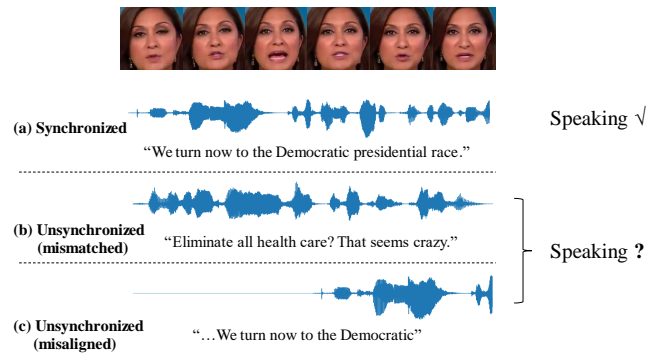 (a) Synchronized
Speaking √
“We turn now to the Democratic presidential race.”
(b) Unsynchronized
(mismatched)
“Eliminate all health care? That seems crazy.”
Speaking ?
(c) Unsynchronized
(misaligned)
“…We turn now to the Democratic”